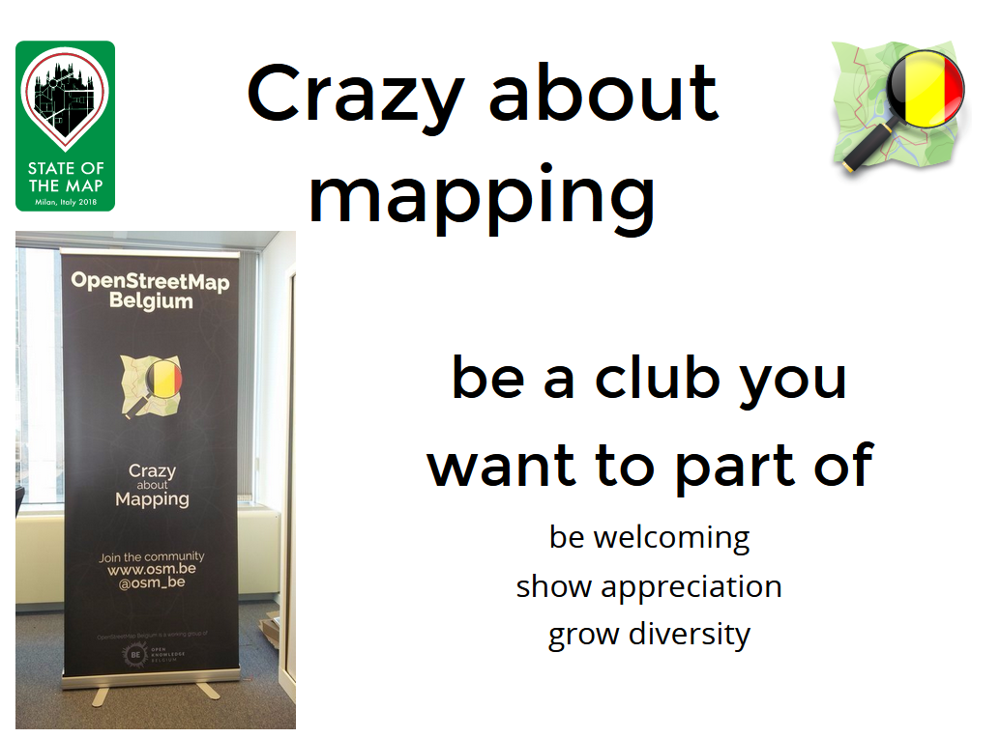 STATE OF
THE MAP
Milan, Italy 2018
Crazy about
mapping
OpenStreetMap
Belgium
Crazy
about
Mapping
Join the community
www.osm.be
@osm_be
OpenStreetMap Belgium is a working group of
BE
OPEN
KNOWLEDGE
BELGIUM
be a club you
want to part of
be welcoming
show appreciation
grow diversity